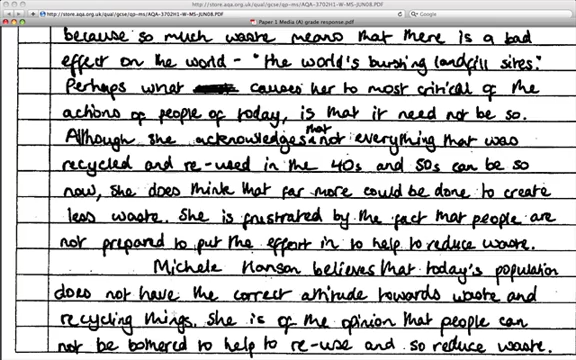 http://store.aqa.org.uk/qual/gcse/qp-ms/AQA-3702H1-W-MS-JUN08.PDF
Paper 1 Media (A) grade response.pdf
because so much waste means that there is a bad
effect on the world - "the world's bursting landfill sites".
Perhaps what causes her to most critical of the
actions of people of today, is that it need not be so.
Although she acknowledges that not everything that was
recycled and re-used in the 40s and 50s can be so
now, she does think that far more could be done to create
less waste. She is frustrated by the fact that people are
not prepared to put the effort in to help to reduce waste.
Michele Hanson believes that today's population
does not have the correct attitude towards waste and
recycling things. She is of the opinion that people can
not be bothered to help to re-use and so reduce waste.